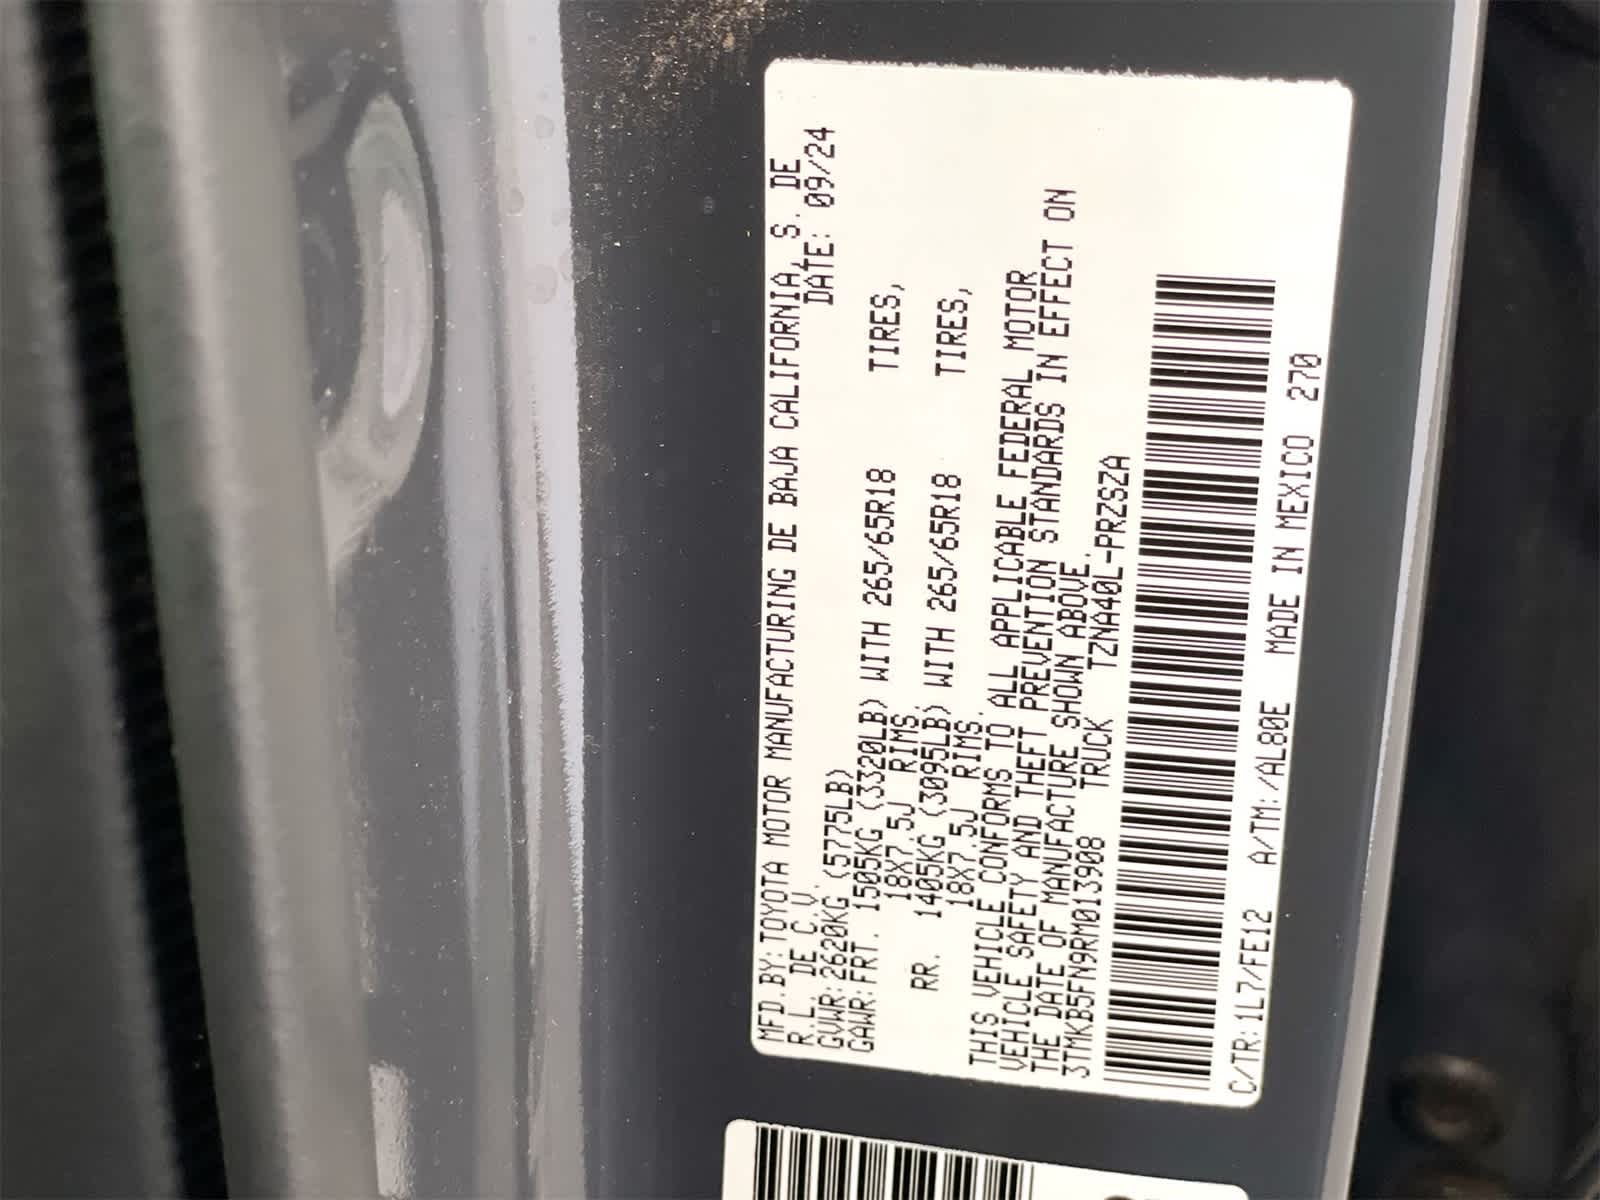 MFD.BY:TOYOTA MOTOR MANUFACTURING DE BAJA CALIFORNIA, S. DE
R.L. DE C.V. DATE: 09/24
GVWR:2620KG (5775LB)
GAWR:FRT. 1505KG (3320LB) WITH 265/65R18 TIRES,
18X7.5J RIMS,
RR. 1405KG (3095LB) WITH 265/65R18 TIRES,
18X7.5J RIMS.
THIS VEHICLE CONFORMS TO ALL APPLICABLE FEDERAL MOTOR
VEHICLE SAFETY AND THEFT PREVENTION STANDARDS IN EFFECT ON
THE DATE OF MANUFACTURE SHOWN ABOVE.
3TMKB5FN9RM013908 TRUCK TZNA40L-PRZSZA
C/TR:1L7/FE12 A/TM:/AL80E MADE IN MEXICO 270